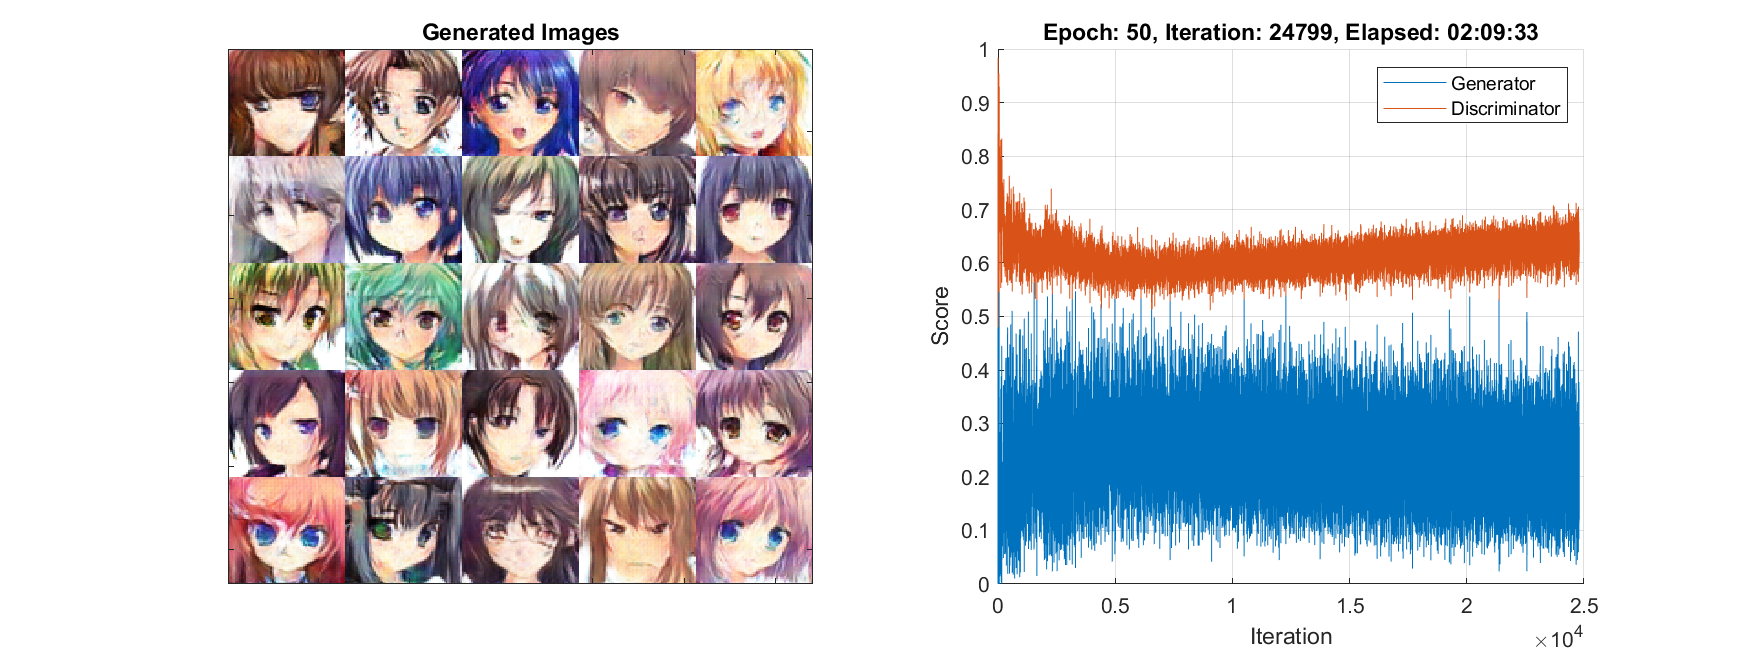 Generated Images
Epoch: 50, Iteration: 24799, Elapsed: 02:09:33
1
0.9
0.8
0.7
0.6
0.5
0.4
0.3
0.2
0.1
0
Score
Generator
Discriminator
0 0.5 1 1.5 2 2.5
Iteration
×10⁴